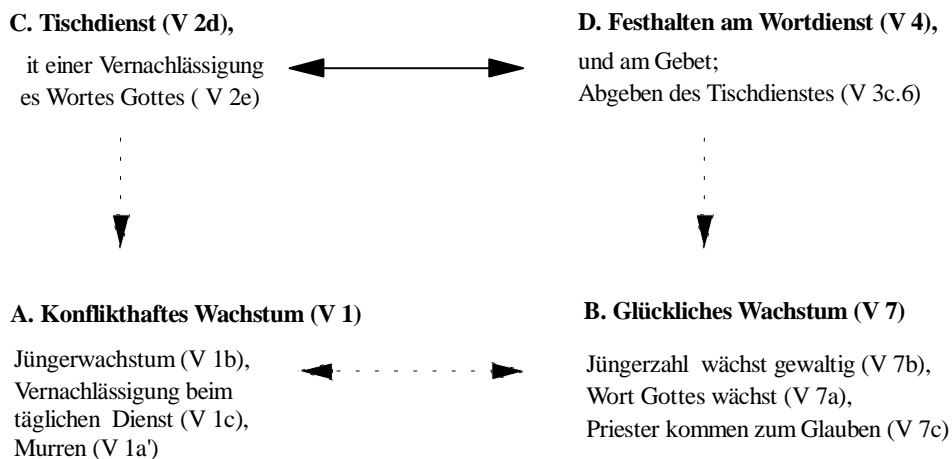 C. Tischdienst (V 2d),
it einer Vernachlässigung
es Wortes Gottes ( V 2e)
D. Festhalten am Wortdienst (V 4),
und am Gebet;
Abgeben des Tischdienstes (V 3c.6)
A. Konflikthaftes Wachstum (V 1)
Jüngerwachstum (V 1b),
Vernachlässigung beim
täglichen Dienst (V 1c),
Murren (V 1a')
B. Glückliches Wachstum (V 7)
Jüngerzahl wächst gewaltig (V 7b),
Wort Gottes wächst (V 7a),
Priester kommen zum Glauben (V 7c)